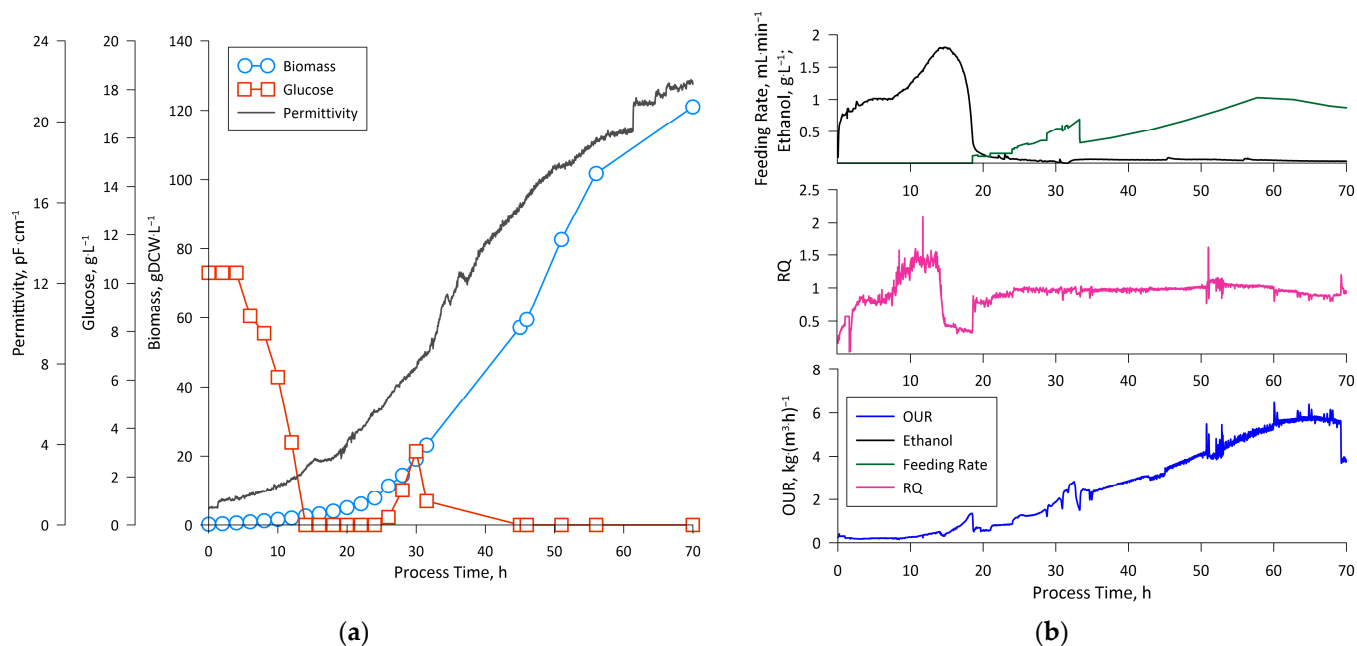 Permittivity, pF·cm⁻¹
24
20
16
12
8
4
0
Glucose, g·L⁻¹
20
18
16
14
12
10
8
6
4
2
0
Biomass, gDCW·L⁻¹
140
120
100
80
60
40
20
0
Biomass
Glucose
Permittivity
0 10 20 30 40 50 60 70
Process Time, h
(a)
Feeding Rate, mL·min⁻¹
Ethanol, g·L⁻¹;
2
1.5
1
0.5
10 20 30 40 50 60 70
RQ
2.5
2
1.5
1
0.5
10 20 30 40 50 60 70
OUR, kg·(m³·h)⁻¹
8
6
4
2
0
OUR
Ethanol
Feeding Rate
RQ
0 10 20 30 40 50 60 70
Process Time, h
(b)